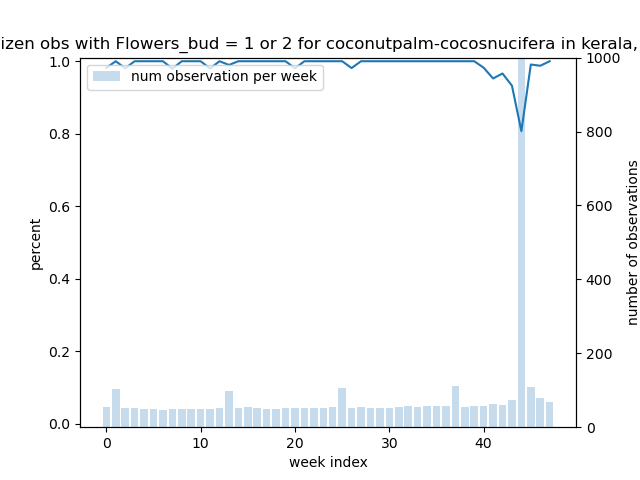 izen obs with Flowers_bud = 1 or 2 for coconutpalm-cocosnucifera in kerala,
num observation per week
1.0
0.8
0.6
0.4
0.2
0.0
percent
1000
800
600
400
200
0
number of observations
0 10 20 30 40
week index